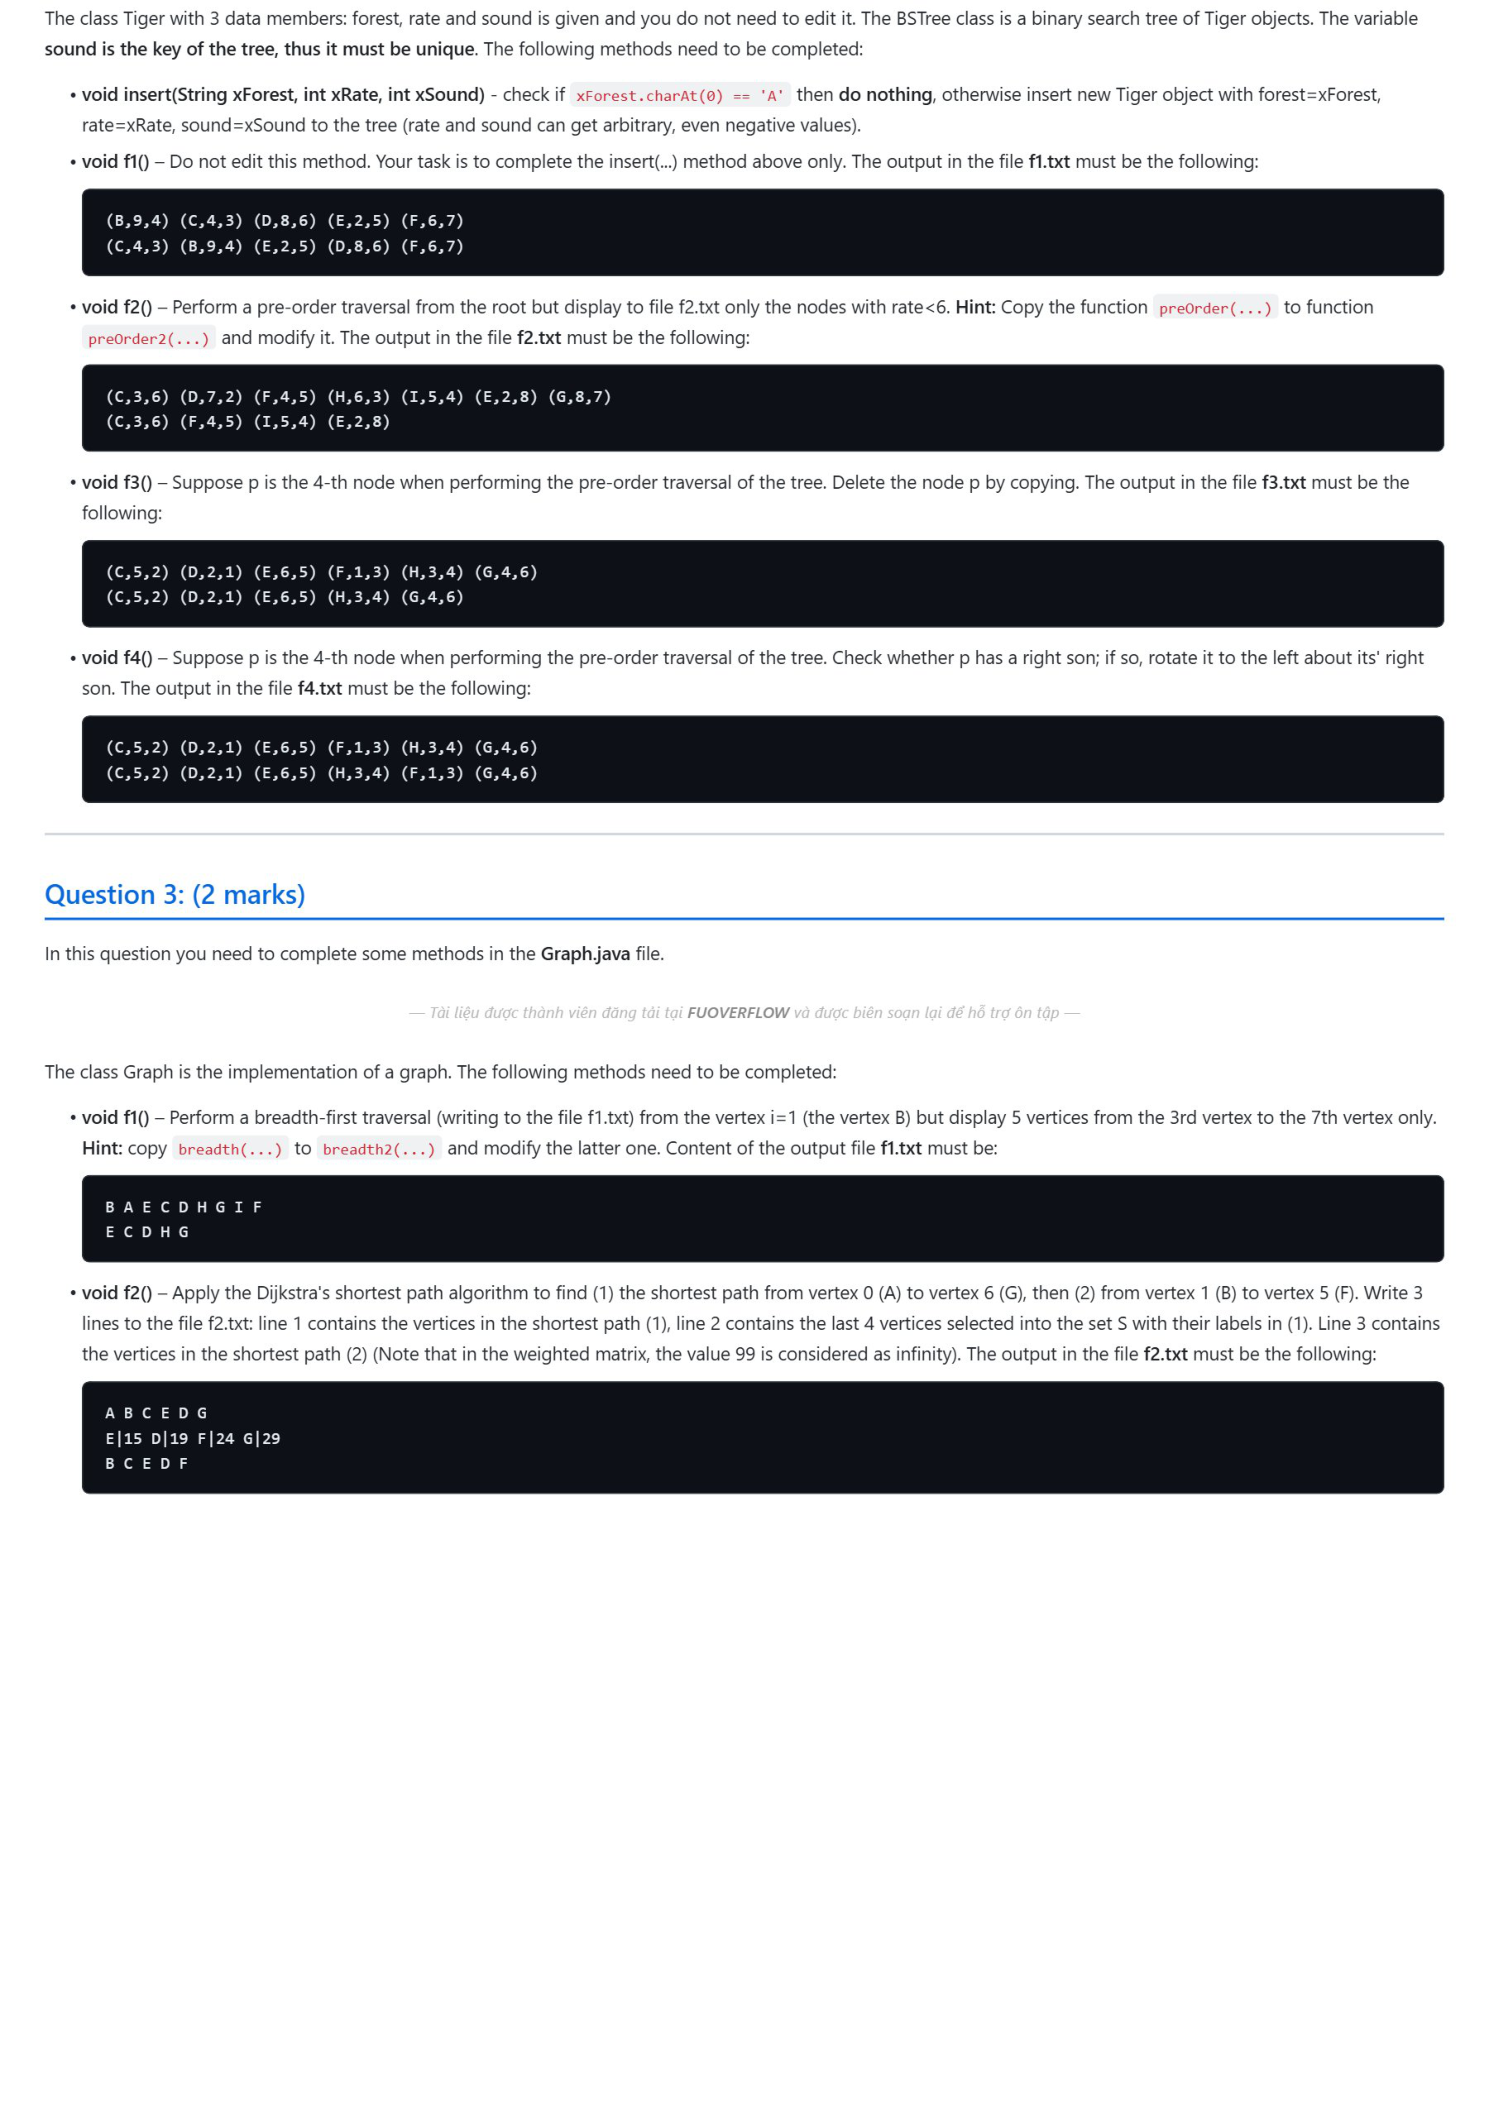 The class Tiger with 3 data members: forest, rate and sound is given and you do not need to edit it. The BSTree class is a binary search tree of Tiger objects. The variable
sound is the key of the tree, thus it must be unique. The following methods need to be completed:
• void insert(String xForest, int xRate, int xSound) - check if xForest.charAt(0) == 'A' then do nothing, otherwise insert new Tiger object with forest=xForest,
rate=xRate, sound=xSound to the tree (rate and sound can get arbitrary, even negative values).
• void f1() – Do not edit this method. Your task is to complete the insert(...) method above only. The output in the file f1.txt must be the following:
(B,9,4) (C,4,3) (D,8,6) (E,2,5) (F,6,7)
(C,4,3) (B,9,4) (E,2,5) (D,8,6) (F,6,7)
• void f2() – Perform a pre-order traversal from the root but display to file f2.txt only the nodes with rate<6. Hint: Copy the function preOrder(...) to function
preOrder2(...) and modify it. The output in the file f2.txt must be the following:
(C,3,6) (D,7,2) (F,4,5) (H,6,3) (I,5,4) (E,2,8) (G,8,7)
(C,3,6) (F,4,5) (I,5,4) (E,2,8)
• void f3() – Suppose p is the 4-th node when performing the pre-order traversal of the tree. Delete the node p by copying. The output in the file f3.txt must be the
following:
(C,5,2) (D,2,1) (E,6,5) (F,1,3) (H,3,4) (G,4,6)
(C,5,2) (D,2,1) (E,6,5) (H,3,4) (G,4,6)
• void f4() – Suppose p is the 4-th node when performing the pre-order traversal of the tree. Check whether p has a right son; if so, rotate it to the left about its' right
son. The output in the file f4.txt must be the following:
(C,5,2) (D,2,1) (E,6,5) (F,1,3) (H,3,4) (G,4,6)
(C,5,2) (D,2,1) (E,6,5) (H,3,4) (F,1,3) (G,4,6)
Question 3: (2 marks)
In this question you need to complete some methods in the Graph.java file.
— Tài liệu được thành viên đăng tải tại FUOVERFLOW và được biên soạn lại để hỗ trợ ôn tập —
The class Graph is the implementation of a graph. The following methods need to be completed:
• void f1() – Perform a breadth-first traversal (writing to the file f1.txt) from the vertex i=1 (the vertex B) but display 5 vertices from the 3rd vertex to the 7th vertex only.
Hint: copy breadth(...) to breadth2(...) and modify the latter one. Content of the output file f1.txt must be:
B A E C D H G I F
E C D H G
• void f2() – Apply the Dijkstra's shortest path algorithm to find (1) the shortest path from vertex 0 (A) to vertex 6 (G), then (2) from vertex 1 (B) to vertex 5 (F). Write 3
lines to the file f2.txt: line 1 contains the vertices in the shortest path (1), line 2 contains the last 4 vertices selected into the set S with their labels in (1). Line 3 contains
the vertices in the shortest path (2) (Note that in the weighted matrix, the value 99 is considered as infinity). The output in the file f2.txt must be the following:
A B C E D G
E|15 D|19 F|24 G|29
B C E D F